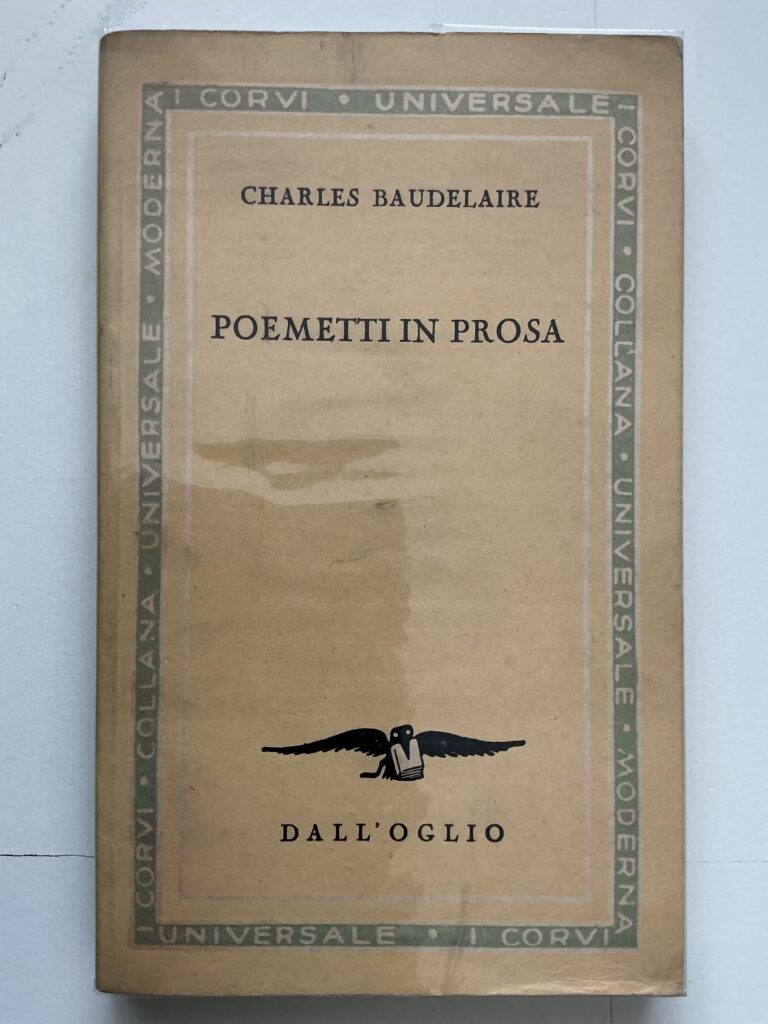 I CORVI • UNIVERSALE
I CORVI • COLLANA • UNIVERSALE • MODERNA
I CORVI • COLLANA • UNIVERSALE • MODERNA
CHARLES BAUDELAIRE
POEMETTI IN PROSA
DALL'OGLIO
UNIVERSALE • I CORVI